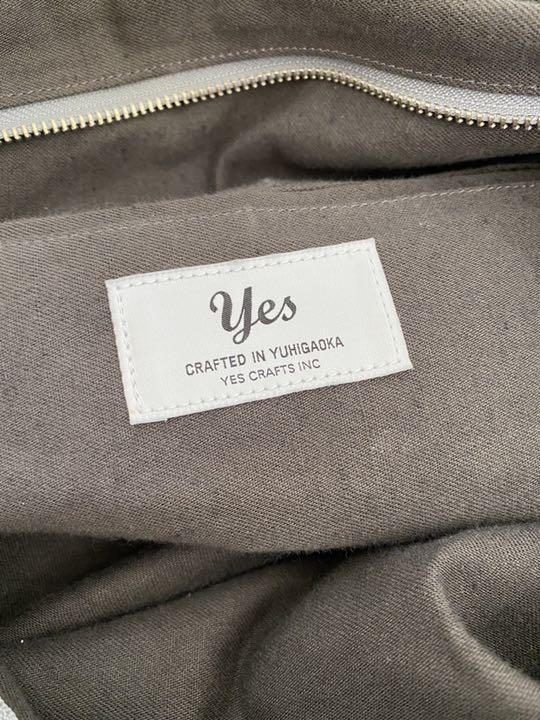 Yes
CRAFTED IN YUHIGAOKA
YES CRAFTS INC